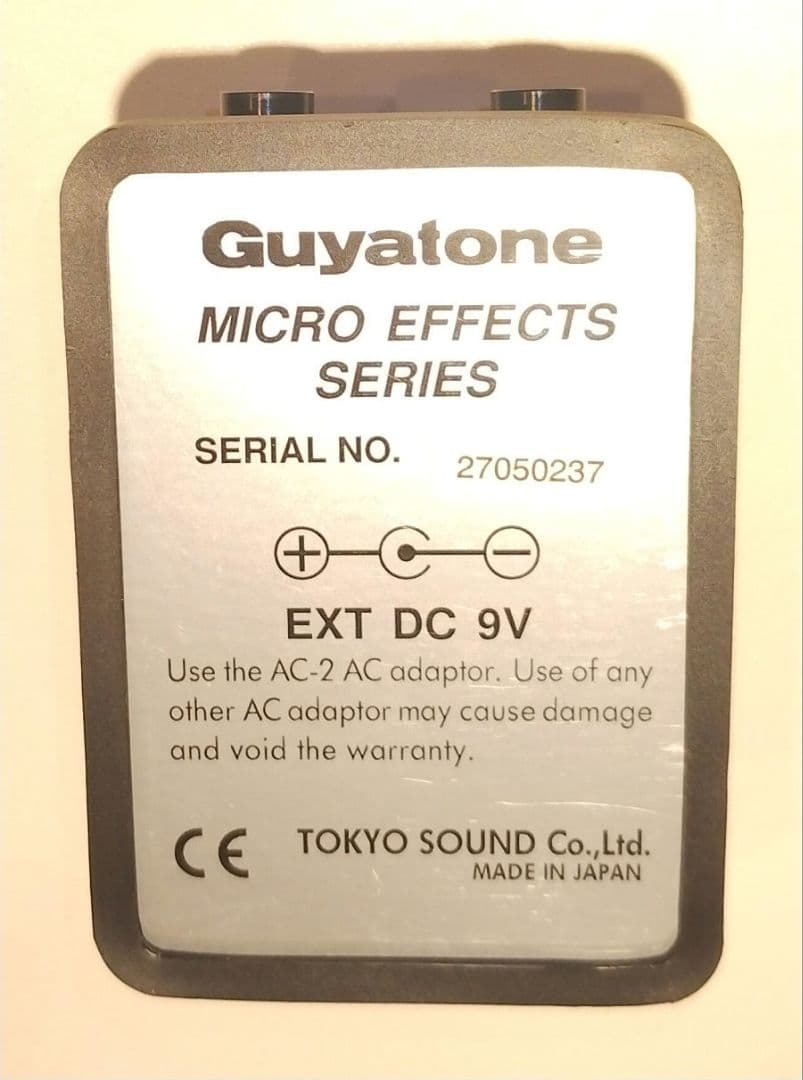 Guyatone
MICRO EFFECTS
SERIES
SERIAL NO. 27050237
EXT DC 9V
Use the AC-2 AC adaptor. Use of any
other AC adaptor may cause damage
and void the warranty.
CE TOKYO SOUND Co.,Ltd.
MADE IN JAPAN